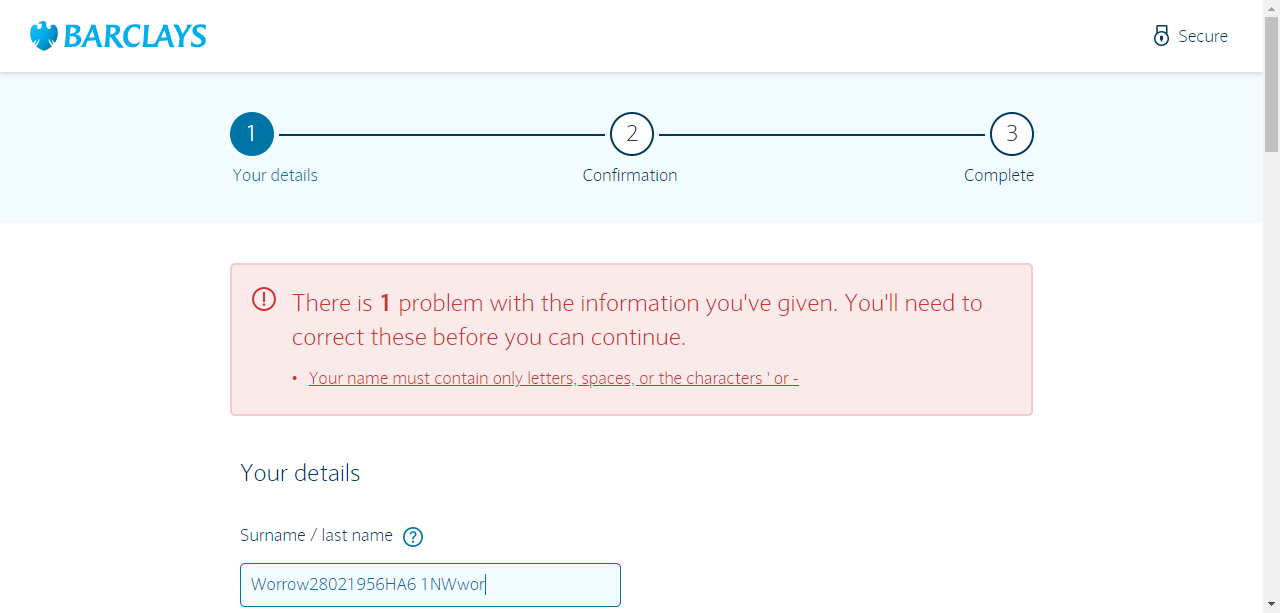 BARCLAYS
Secure
1 2 3
Your details Confirmation Complete
There is 1 problem with the information you've given. You'll need to
correct these before you can continue.
• Your name must contain only letters, spaces, or the characters ' or -
Your details
Surname / last name ?
Worrow28021956HA6 1NWwor